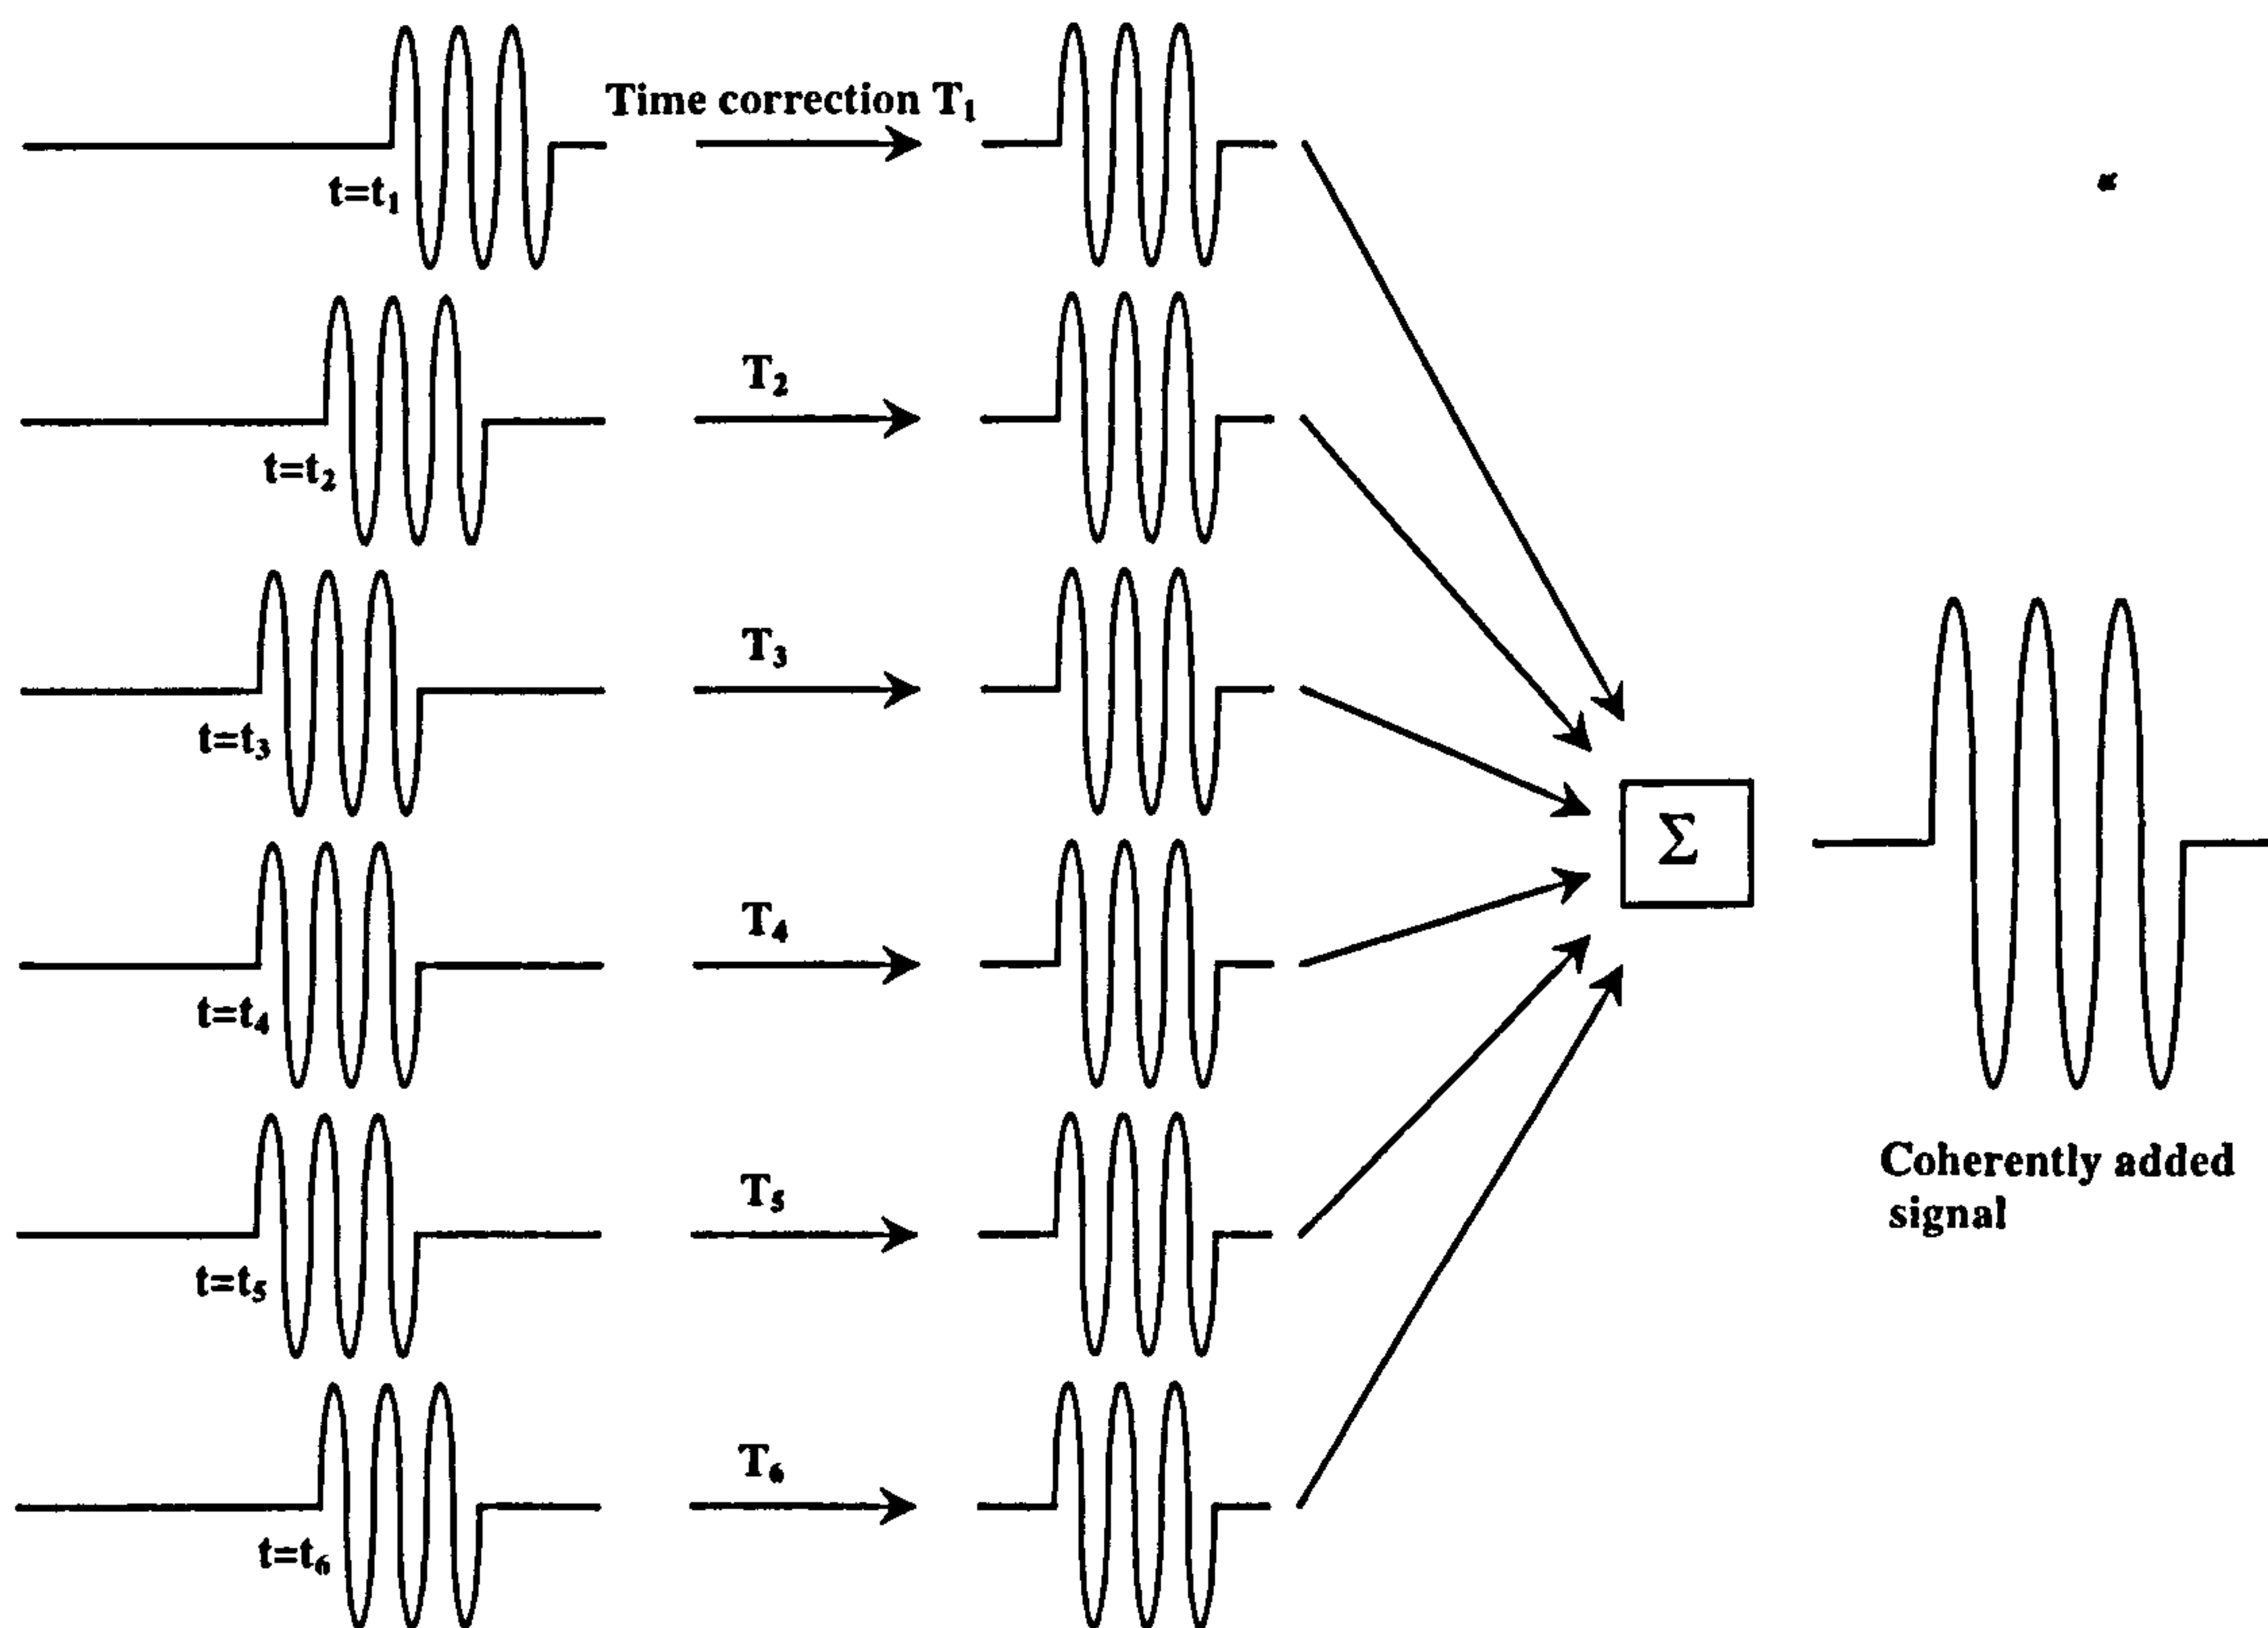 Time correction T₁
t=t₁
T₂
t=t₂
T₃
t=t₃
Σ
T₄
t=t₄
Coherently added
signal
T₅
t=t₅
T₆
t=t₆